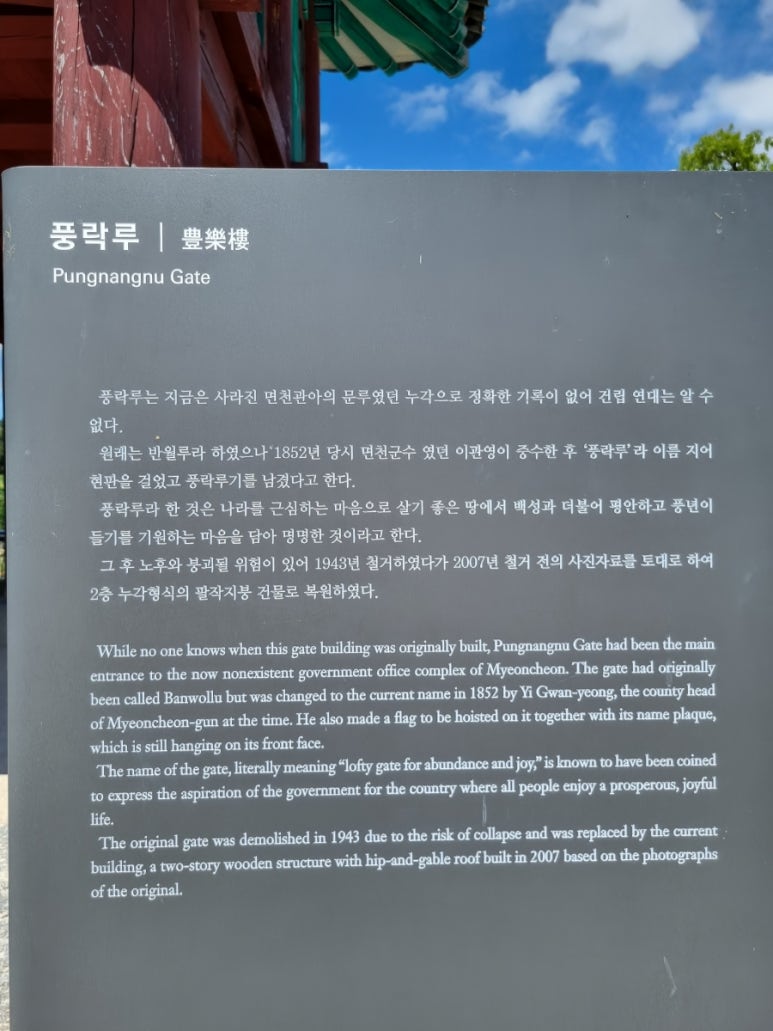 풍락루 | 豊樂樓
Pungnangnu Gate
풍락루는 지금은 사라진 면천관아의 문루였던 누각으로 정확한 기록이 없어 건립 연대는 알 수
없다.
원래는 반월루라 하였으나 1852년 당시 면천군수 였던 이관영이 중수한 후 ‘풍락루’라 이름 지어
현판을 걸었고 풍락루기를 남겼다고 한다.
풍락루라 한 것은 나라를 근심하는 마음으로 살기 좋은 땅에서 백성과 더불어 평안하고 풍년이
들기를 기원하는 마음을 담아 명명한 것이라고 한다.
그 후 노후와 붕괴될 위험이 있어 1943년 철거하였다가 2007년 철거 전의 사진자료를 토대로 하여
2층 누각형식의 팔작지붕 건물로 복원하였다.
While no one knows when this gate building was originally built, Pungnangnu Gate had been the main
entrance to the now nonexistent government office complex of Myeoncheon. The gate had originally
been called Banwollu but was changed to the current name in 1852 by Yi Gwan-yeong, the county head
of Myeoncheon-gun at the time. He also made a flag to be hoisted on it together with its name plaque,
which is still hanging on its front face.
The name of the gate, literally meaning “lofty gate for abundance and joy,” is known to have been coined
to express the aspiration of the government for the country where all people enjoy a prosperous, joyful
life.
The original gate was demolished in 1943 due to the risk of collapse and was replaced by the current
building, a two-story wooden structure with hip-and-gable roof built in 2007 based on the photographs
of the original.